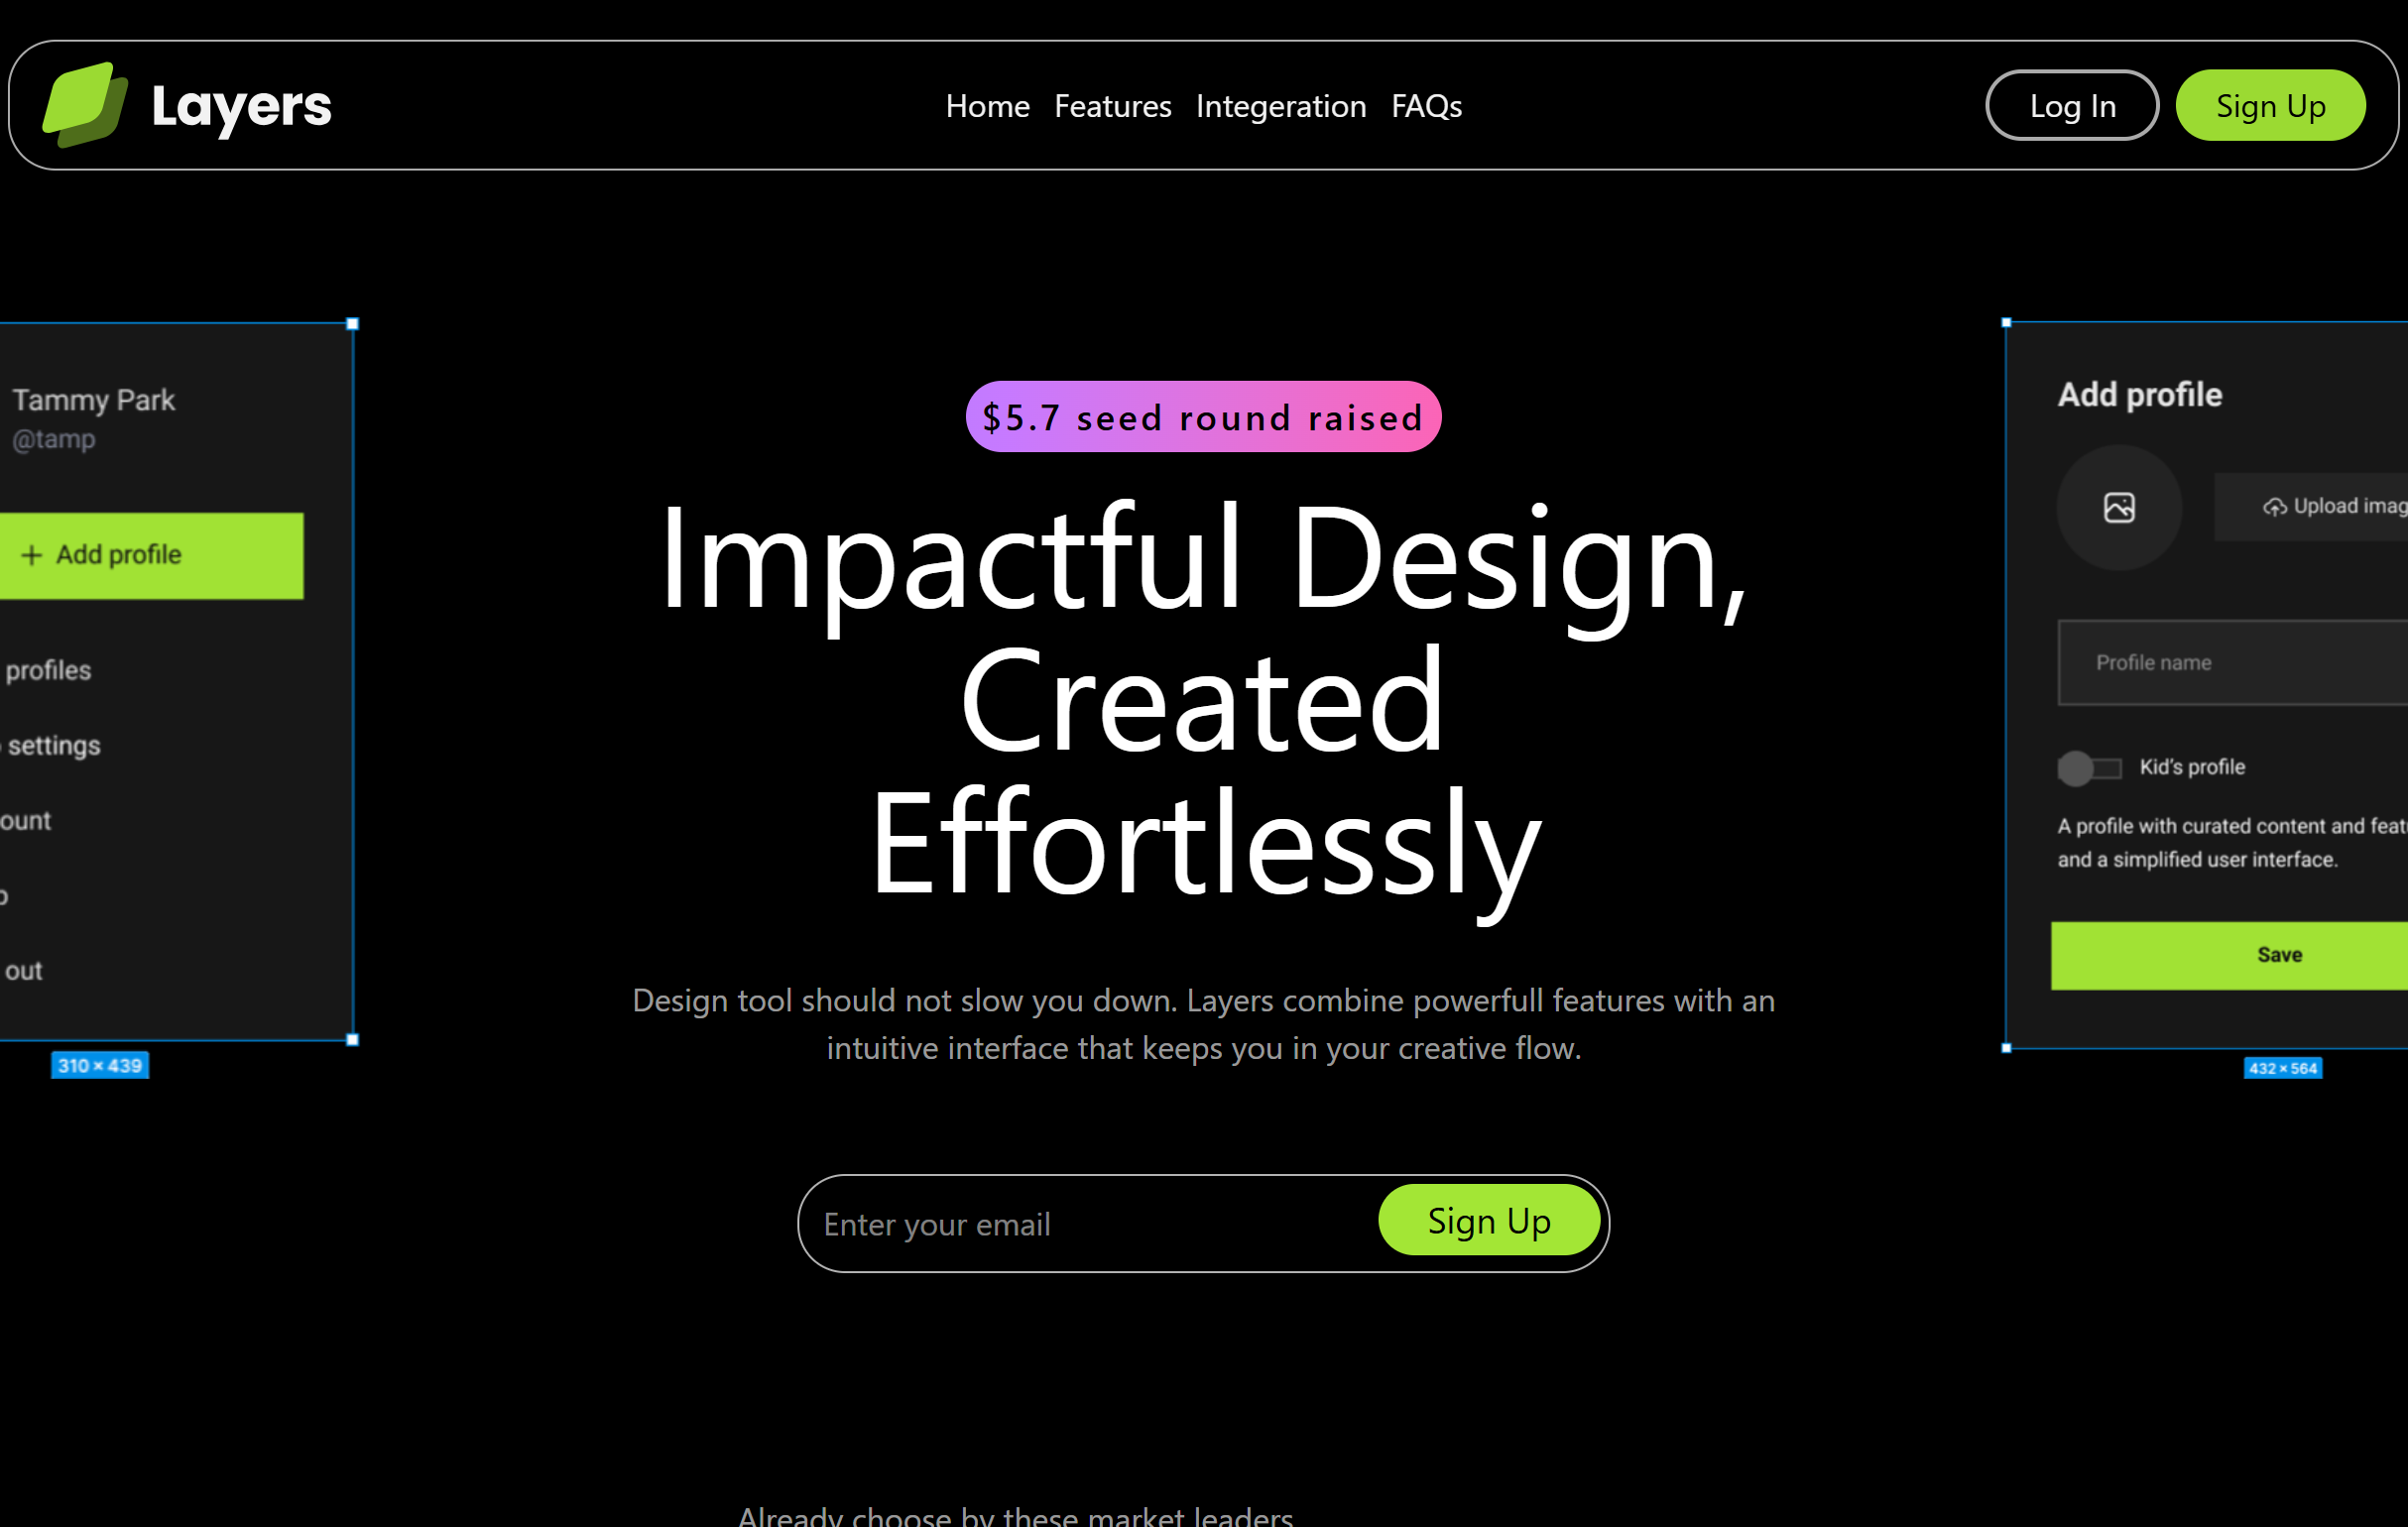 Layers
Home Features Integeration FAQs
Log In Sign Up
Tammy Park
@tamp
+ Add profile
profiles
settings
out
310 × 439
$5.7 seed round raised
Impactful Design,
Created
Effortlessly
Design tool should not slow you down. Layers combine powerfull features with an
intuitive interface that keeps you in your creative flow.
Enter your email Sign Up
Add profile
Upload imag
Profile name
Kid's profile
A profile with curated content and feat
and a simplified user interface.
Save
432 × 564
Already choose by these market leaders